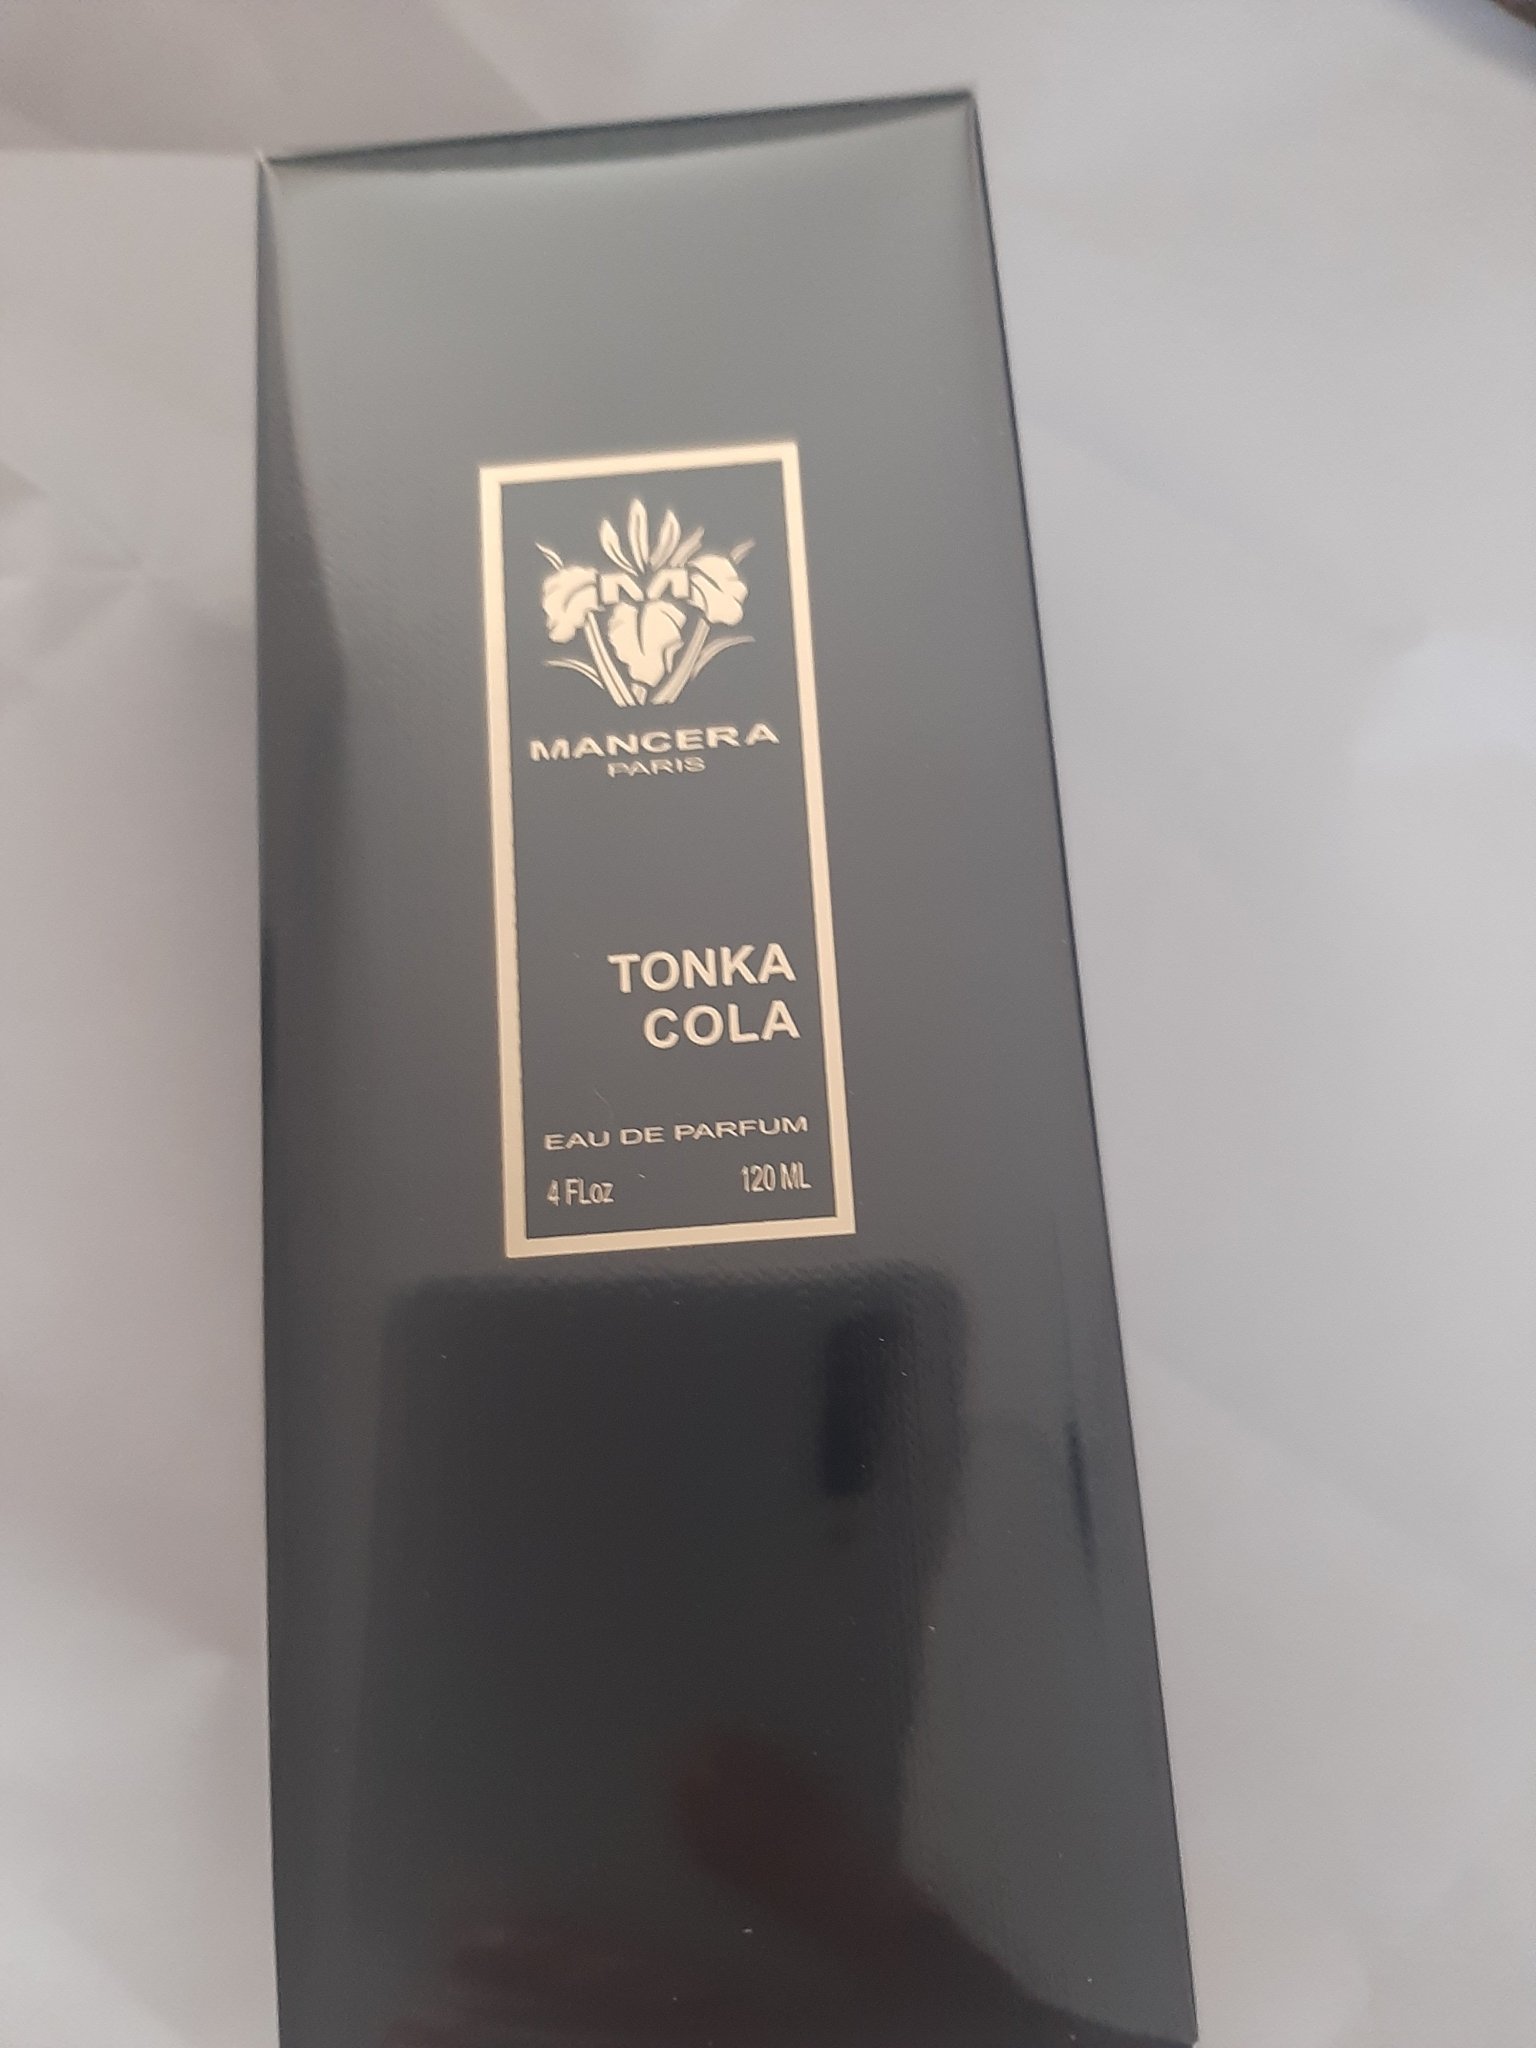 MANCERA
PARIS
TONKA
COLA
EAU DE PARFUM
4 FLoz 120 ML